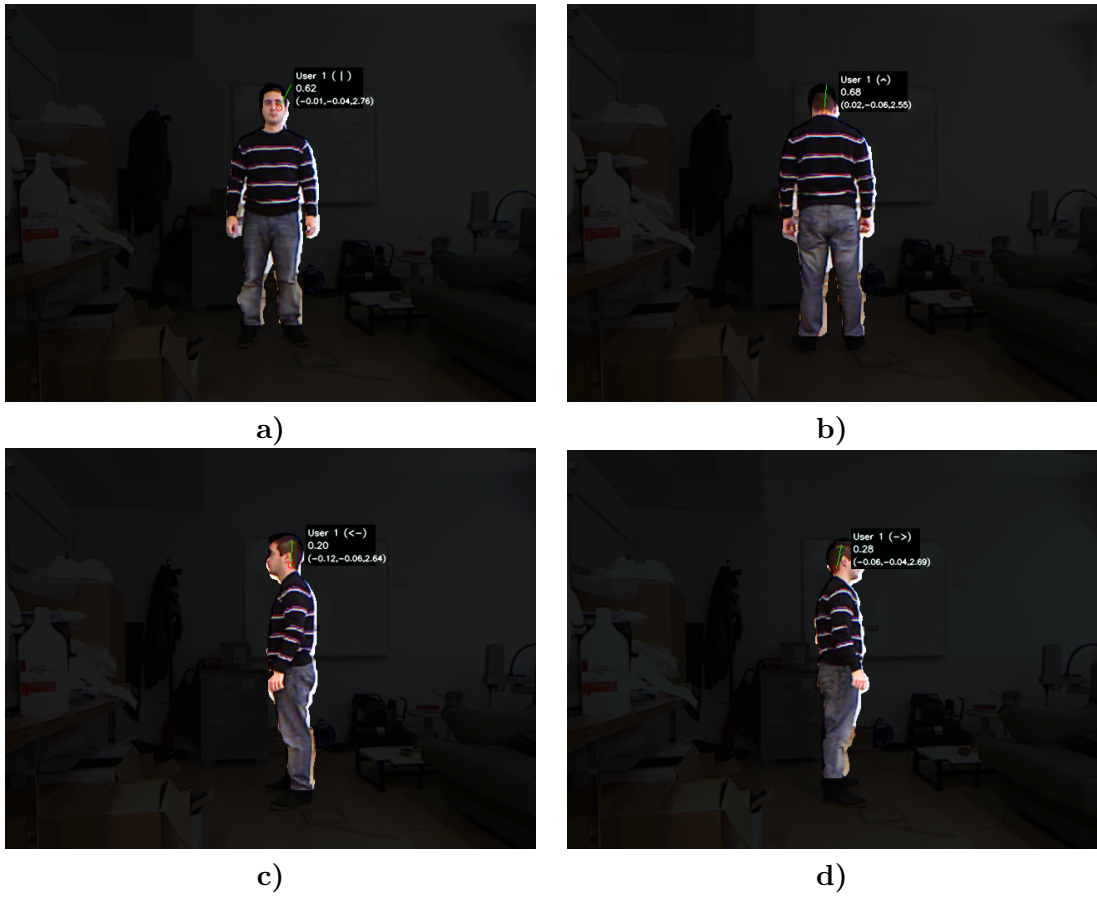 User 1 ( | )
0.62
(−0.01,−0.04,2.76)
User 1 (^)
0.68
(0.02,−0.06,2.55)
a)
b)
User 1 (<−)
0.20
(−0.12,−0.06,2.64)
User 1 (−>)
0.28
(−0.06,−0.04,2.69)
c)
d)